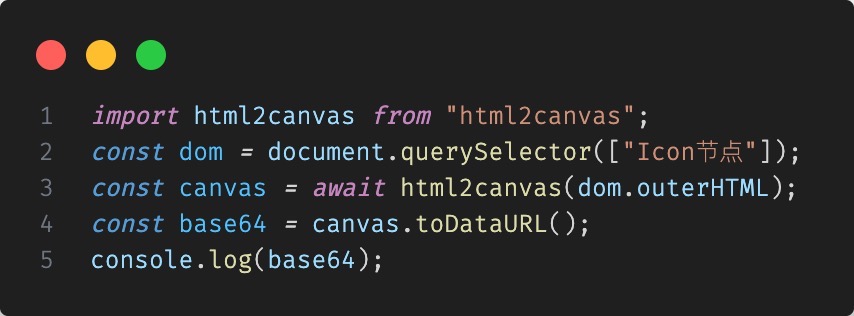 1 import html2canvas from "html2canvas";
2 const dom = document.querySelector(["Icon节点"]);
3 const canvas = await html2canvas(dom.outerHTML);
4 const base64 = canvas.toDataURL();
5 console.log(base64);